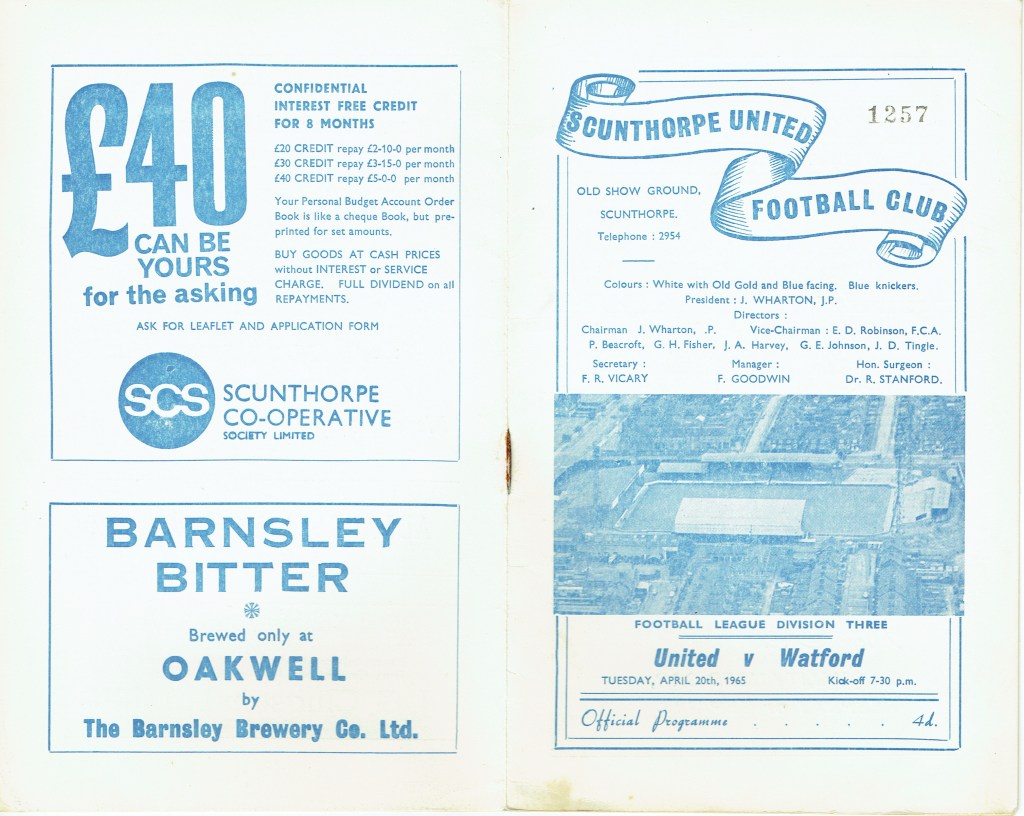 £40
CAN BE
YOURS
for the asking
CONFIDENTIAL
INTEREST FREE CREDIT
FOR 8 MONTHS
£20 CREDIT repay £2-10-0 per month
£30 CREDIT repay £3-15-0 per month
£40 CREDIT repay £5-0-0 per month
Your Personal Budget Account Order
Book is like a cheque Book, but pre-
printed for set amounts.
BUY GOODS AT CASH PRICES
without INTEREST or SERVICE
CHARGE. FULL DIVIDEND on all
REPAYMENTS.
ASK FOR LEAFLET AND APPLICATION FORM
SCS
SCUNTHORPE
CO-OPERATIVE
SOCIETY LIMITED
BARNSLEY
BITTER
Brewed only at
OAKWELL
by
The Barnsley Brewery Co. Ltd.
SCUNTHORPE UNITED
FOOTBALL CLUB
1257
OLD SHOW GROUND,
SCUNTHORPE.
Telephone : 2954
Colours : White with Old Gold and Blue facing. Blue knickers.
President : J. WHARTON, J.P.
Directors :
Chairman J. Wharton, .P. Vice-Chairman : E. D. Robinson, F.C.A.
P. Beacroft, G. H. Fisher, J. A. Harvey, G. E. Johnson, J. D. Tingle.
Secretary : Manager : Hon. Surgeon :
F. R. VICARY F. GOODWIN Dr. R. STANFORD.
FOOTBALL LEAGUE DIVISION THREE
United v Watford
TUESDAY, APRIL 20th, 1965 Kick-off 7-30 p.m.
Official Programme . . . . . 4d.